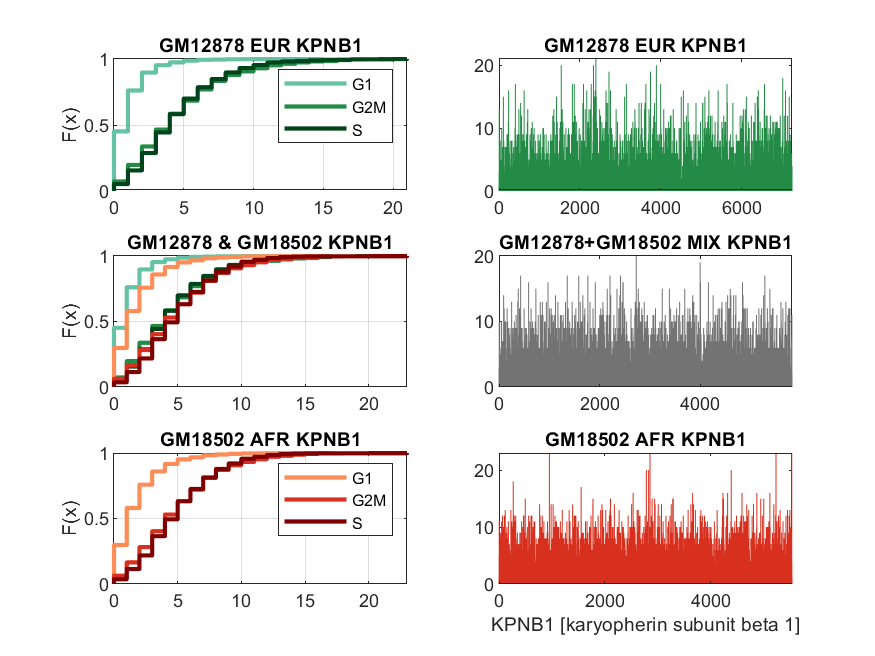 GM12878 EUR KPNB1
1
0.5
0
F(x)
0 5 10 15 20
G1
G2M
S
GM12878 EUR KPNB1
20
10
0
2000 4000 6000
0
GM12878 & GM18502 KPNB1
1
0.5
0
F(x)
0 5 10 15 20
GM12878+GM18502 MIX KPNB1
20
10
0
0 2000 4000
GM18502 AFR KPNB1
1
0.5
0
F(x)
0 5 10 15 20
G1
G2M
S
GM18502 AFR KPNB1
20
10
0
0 2000 4000
KPNB1 [karyopherin subunit beta 1]